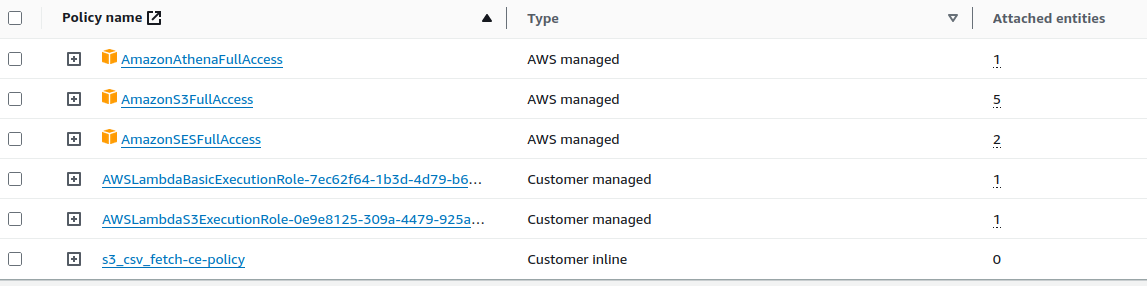 Policy name Type Attached entities
AmazonAthenaFullAccess AWS managed 1
AmazonS3FullAccess AWS managed 5
AmazonSESFullAccess AWS managed 2
AWSLambdaBasicExecutionRole-7ec62f64-1b3d-4d79-b6... Customer managed 1
AWSLambdaS3ExecutionRole-0e9e8125-309a-4479-925a... Customer managed 1
s3_csv_fetch-ce-policy Customer inline 0